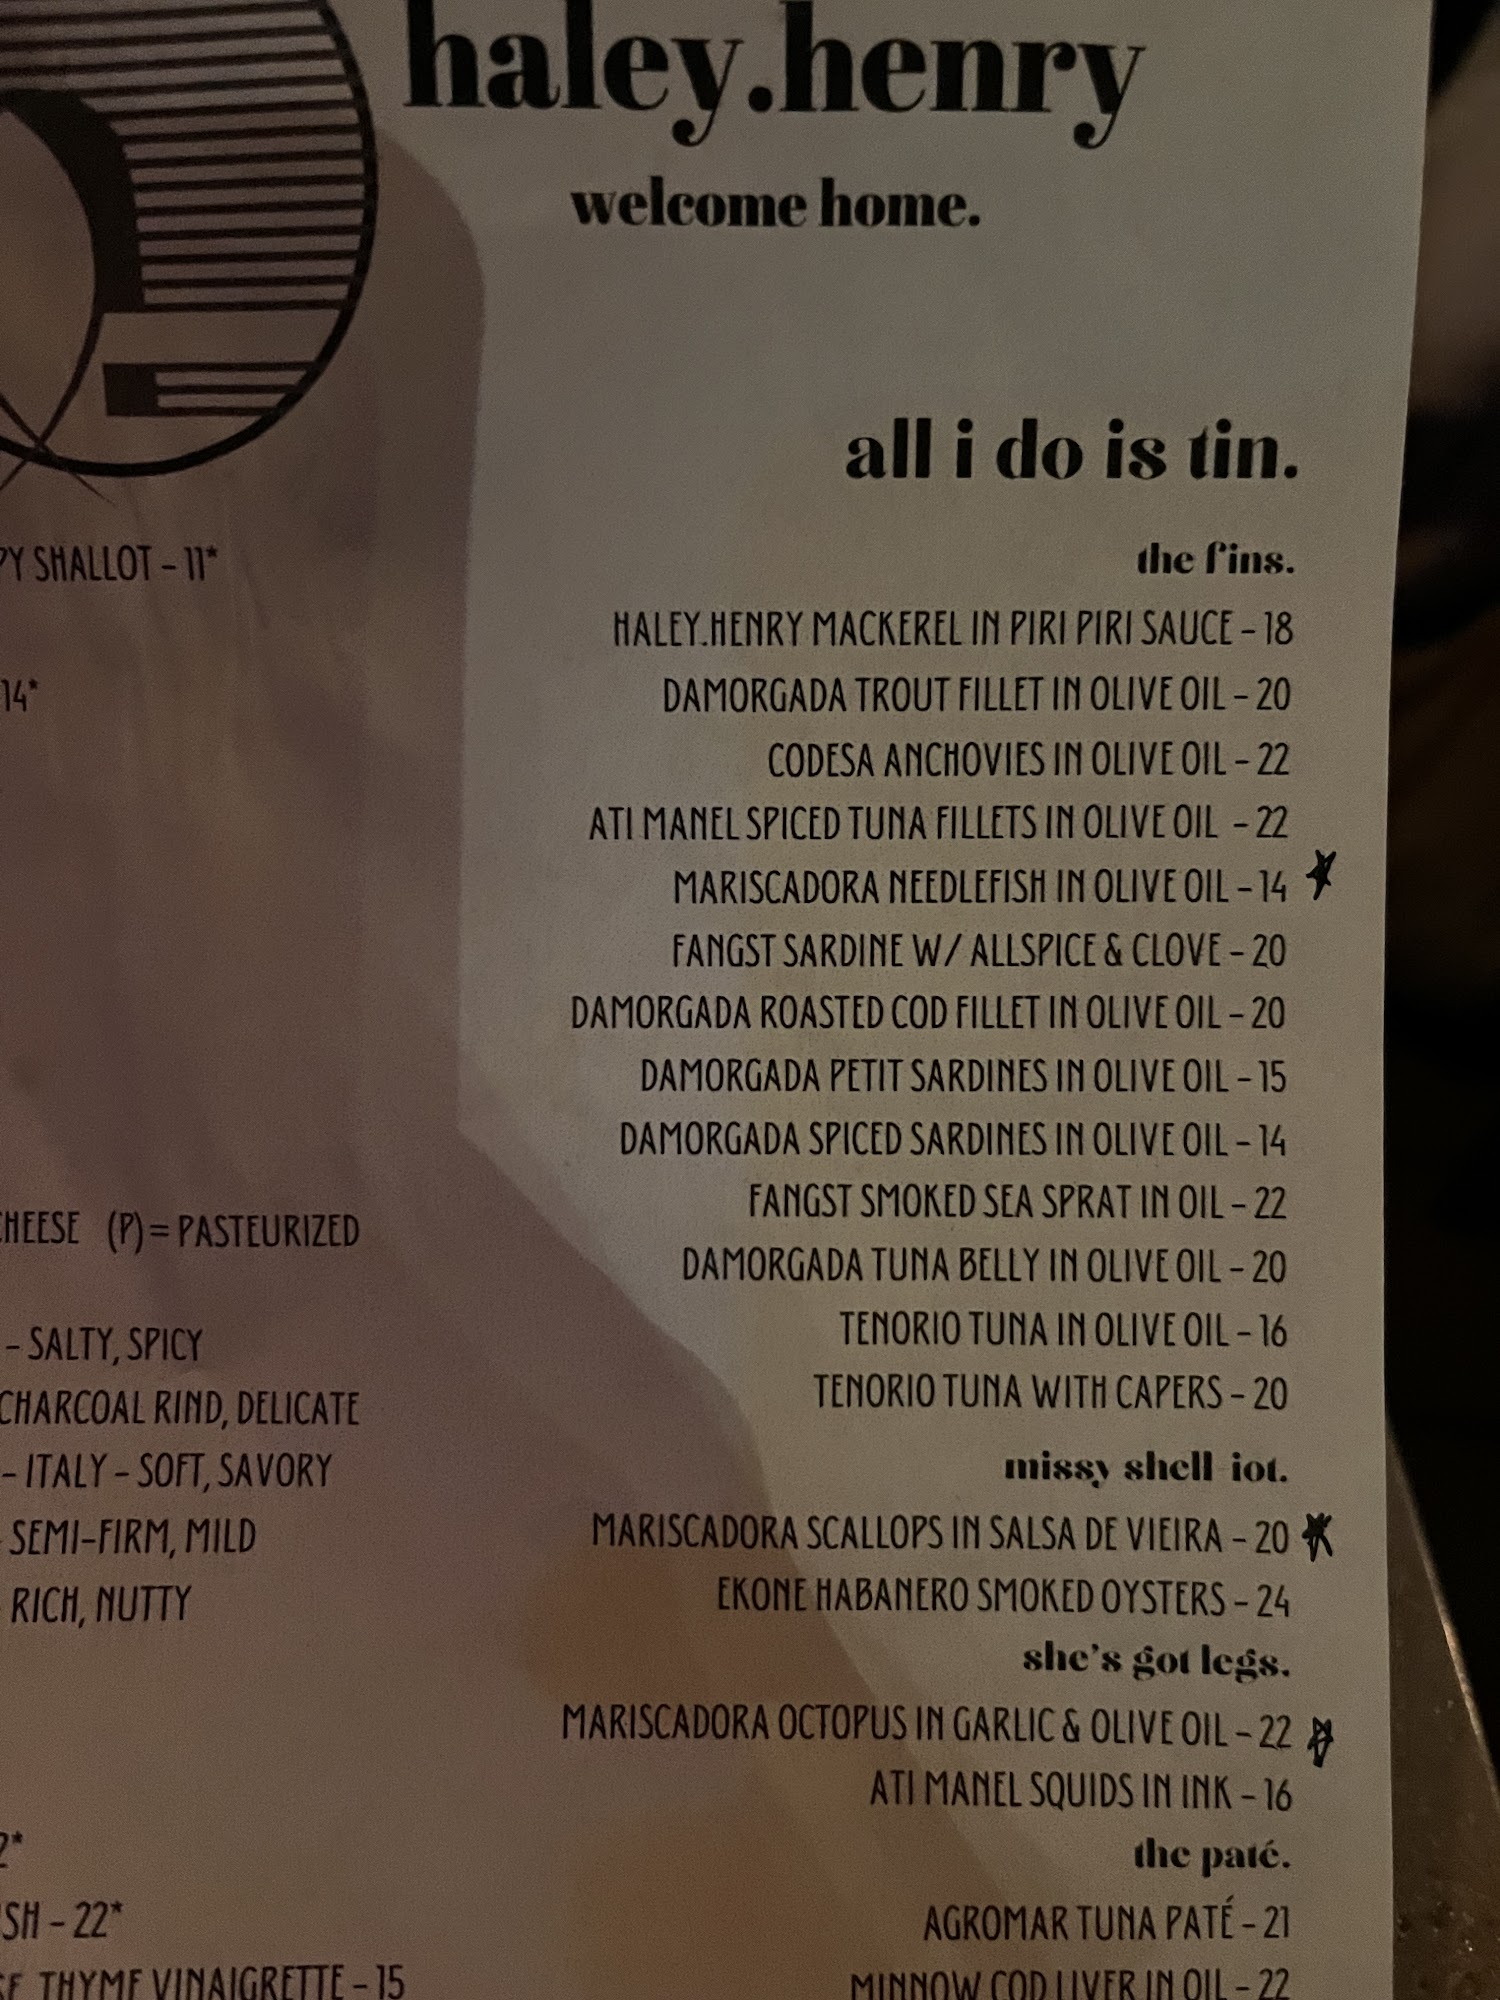 haley.henry
welcome home.
SHALLOT – 11*
14*
(P) = PASTEURIZED
– SALTY, SPICY
CHARCOAL RIND, DELICATE
– ITALY – SOFT, SAVORY
SEMI-FIRM, MILD
RICH, NUTTY
– 22*
THYME VINAIGRETTE – 15
all i do is tin.
the fins.
HALEY.HENRY MACKEREL IN PIRI PIRI SAUCE – 18
DAMORGADA TROUT FILLET IN OLIVE OIL – 20
CODESA ANCHOVIES IN OLIVE OIL – 22
ATI MANEL SPICED TUNA FILLETS IN OLIVE OIL – 22
MARISCADORA NEEDLEFISH IN OLIVE OIL – 14
FANGST SARDINE W/ ALLSPICE & CLOVE – 20
DAMORGADA ROASTED COD FILLET IN OLIVE OIL – 20
DAMORGADA PETIT SARDINES IN OLIVE OIL – 15
DAMORGADA SPICED SARDINES IN OLIVE OIL – 14
FANGST SMOKED SEA SPRAT IN OIL – 22
DAMORGADA TUNA BELLY IN OLIVE OIL – 20
TENORIO TUNA IN OLIVE OIL – 16
TENORIO TUNA WITH CAPERS – 20
missy shell-iot.
MARISCADORA SCALLOPS IN SALSA DE VIEIRA – 20
EKONE HABANERO SMOKED OYSTERS – 24
she's got legs.
MARISCADORA OCTOPUS IN GARLIC & OLIVE OIL – 22
ATI MANEL SQUIDS IN INK – 16
the paté.
AGROMAR TUNA PATÉ – 21
MINNOW COD LIVER IN OIL – 22